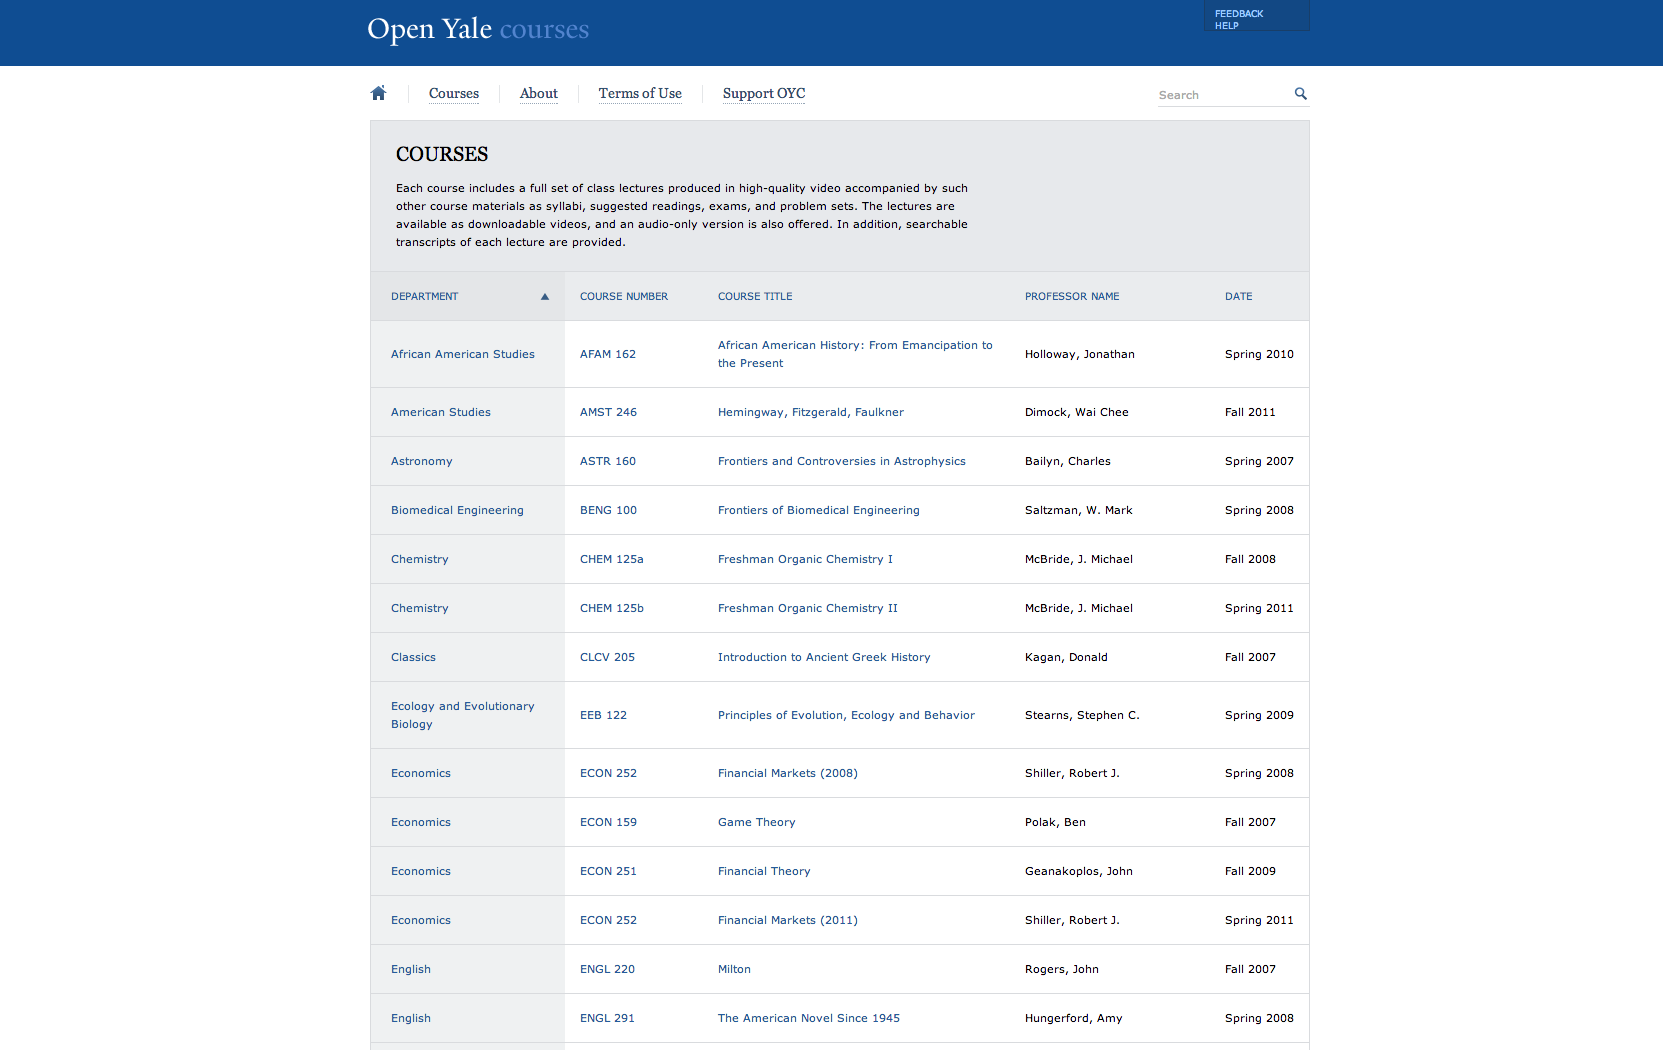 Open Yale courses
FEEDBACK
HELP
Courses
About
Terms of Use
Support OYC
Search
COURSES
Each course includes a full set of class lectures produced in high-quality video accompanied by such
other course materials as syllabi, suggested readings, exams, and problem sets. The lectures are
available as downloadable videos, and an audio-only version is also offered. In addition, searchable
transcripts of each lecture are provided.
DEPARTMENT COURSE NUMBER COURSE TITLE PROFESSOR NAME DATE
African American Studies AFAM 162 African American History: From Emancipation to
the Present Holloway, Jonathan Spring 2010
American Studies AMST 246 Hemingway, Fitzgerald, Faulkner Dimock, Wai Chee Fall 2011
Astronomy ASTR 160 Frontiers and Controversies in Astrophysics Bailyn, Charles Spring 2007
Biomedical Engineering BENG 100 Frontiers of Biomedical Engineering Saltzman, W. Mark Spring 2008
Chemistry CHEM 125a Freshman Organic Chemistry I McBride, J. Michael Fall 2008
Chemistry CHEM 125b Freshman Organic Chemistry II McBride, J. Michael Spring 2011
Classics CLCV 205 Introduction to Ancient Greek History Kagan, Donald Fall 2007
Ecology and Evolutionary
Biology EEB 122 Principles of Evolution, Ecology and Behavior Stearns, Stephen C. Spring 2009
Economics ECON 252 Financial Markets (2008) Shiller, Robert J. Spring 2008
Economics ECON 159 Game Theory Polak, Ben Fall 2007
Economics ECON 251 Financial Theory Geanakoplos, John Fall 2009
Economics ECON 252 Financial Markets (2011) Shiller, Robert J. Spring 2011
English ENGL 220 Milton Rogers, John Fall 2007
English ENGL 291 The American Novel Since 1945 Hungerford, Amy Spring 2008